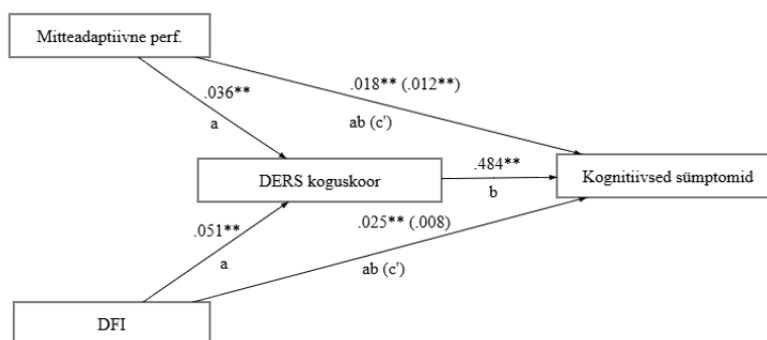 Mitteadaptiivne perf.
.018** (.012**)
.036**
ab (c')
a
DERS koguskoor
.484**
b
Kognitiivsed sümptomid
.051**
.025** (.008)
a
ab (c')
DFI